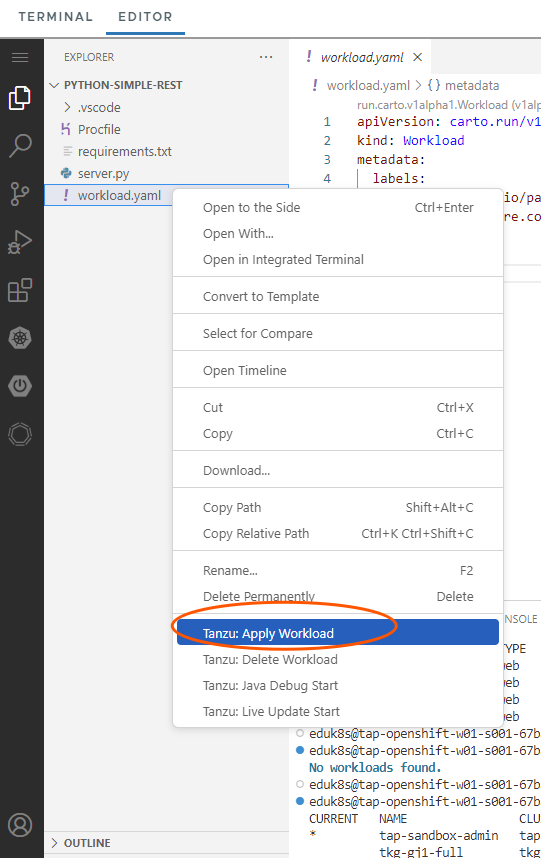 TERMINAL EDITOR
EXPLORER ···
PYTHON-SIMPLE-REST
.vscode
Procfile
requirements.txt
server.py
! workload.yaml
! workload.yaml
! workload.yaml > {} metadata
run.carto.v1alpha1.Workload (v1alp
1 apiVersion: carto.run/v1
2 kind: Workload
3 metadata:
4 labels:
io/pa
re.co
Open to the Side Ctrl+Enter
Open With...
Open in Integrated Terminal
Convert to Template
Select for Compare
Open Timeline
Cut Ctrl+X
Copy Ctrl+C
Download...
Copy Path Shift+Alt+C
Copy Relative Path Ctrl+K Ctrl+Shift+C
Rename... F2
Delete Permanently Delete
Tanzu: Apply Workload
Tanzu: Delete Workload
Tanzu: Java Debug Start
Tanzu: Live Update Start
ONSOLE
TYPE
web
web
web
web
eduk8s@tap-openshift-w01-s001-67b
eduk8s@tap-openshift-w01-s001-67b
No workloads found.
eduk8s@tap-openshift-w01-s001-67b
eduk8s@tap-openshift-w01-s001-67b
CURRENT NAME CLU
* tap-sandbox-admin tap
tkg-gj1-full tkg
OUTLINE